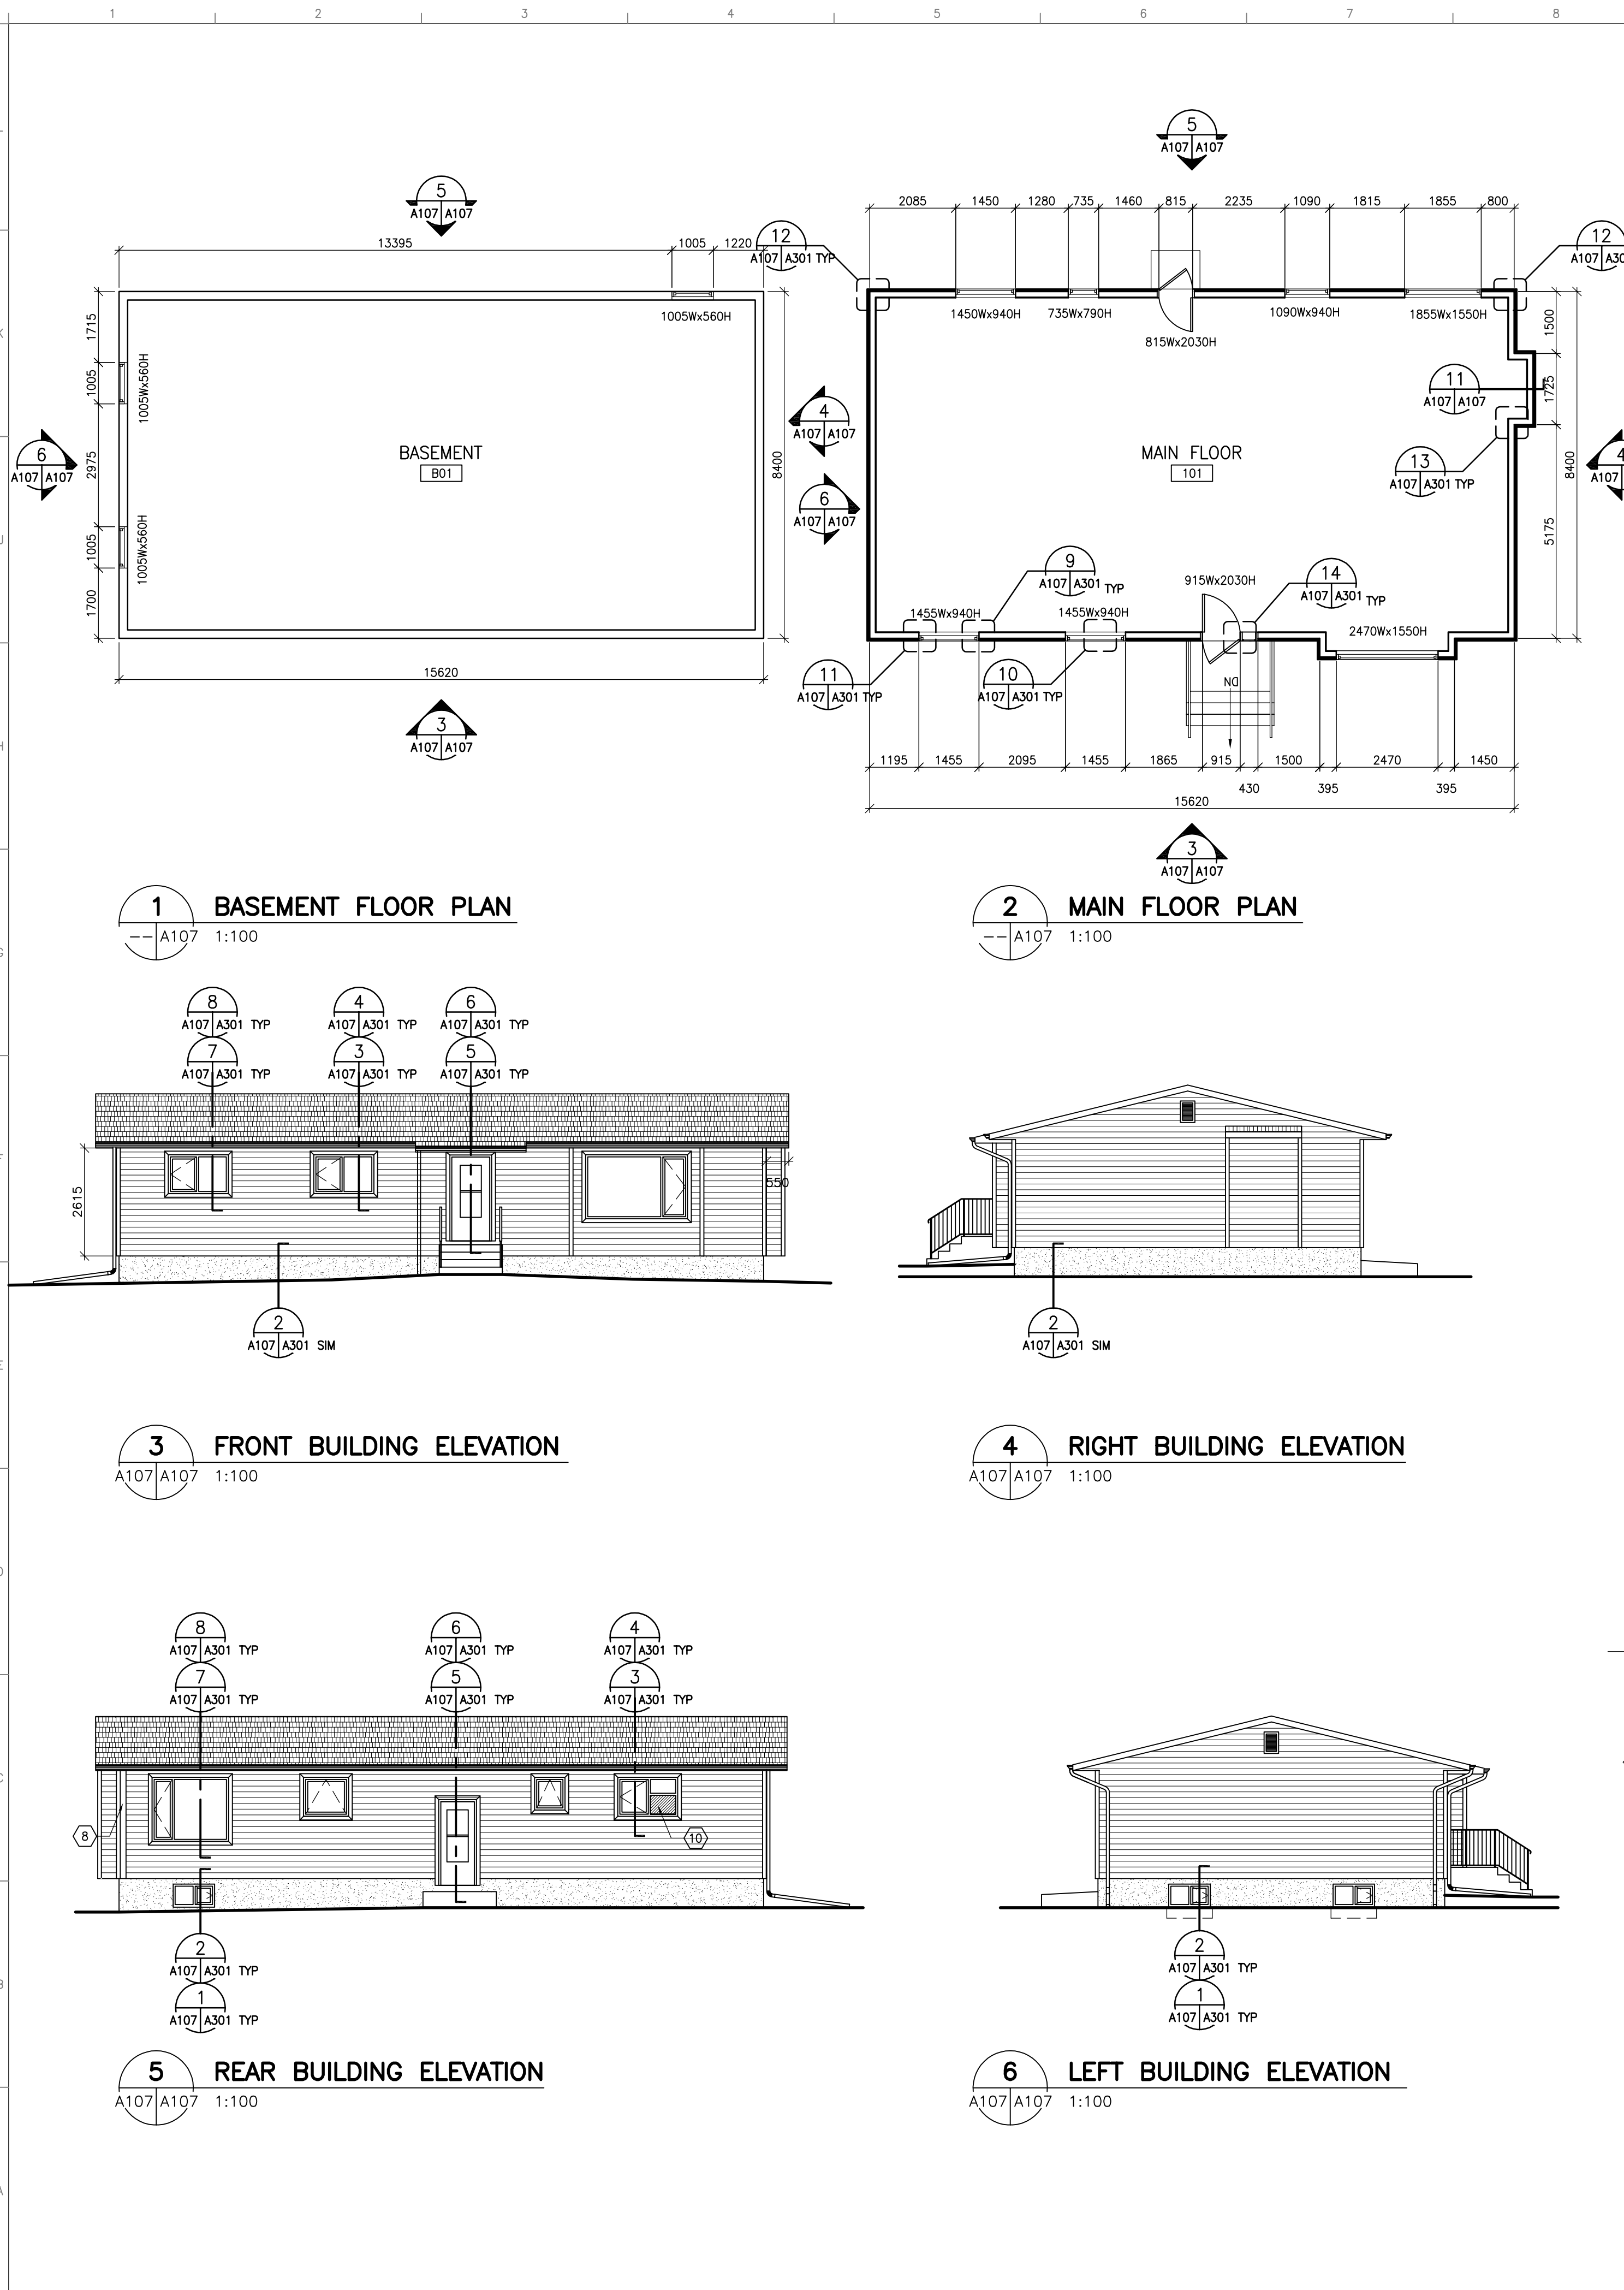 1 2 3 4 5 6 7 8
5
A107 A107
5
A107 A107
2085 1450 1280 735 1460 815 2235 1090 1815 1855 800
13395 1005 1220
12
A107 A301 TYP
12
A107
1005Wx560H
1450Wx940H 735Wx790H 815Wx2030H 1090Wx940H 1855Wx1550H
1715
1005
2975
1005
1700
1005Wx560H
1005Wx560H
8400
BASEMENT
B01
6
A107 A107
4
A107 A107
6
A107 A107
MAIN FLOOR
101
1500
1725
5175
8400
11
A107 A107
13
A107 A301 TYP
4
A107
9
A107 A301 TYP
915Wx2030H
14
A107 A301 TYP
1455Wx940H 1455Wx940H
2470Wx1550H
11
A107 A301 TYP
10
A107 A301 TYP
DN
15620
3
A107 A107
1195 1455 2095 1455 1865 915 1500 2470 1450
430 395 395
15620
3
A107 A107
1 BASEMENT FLOOR PLAN
-- A107 1:100
2 MAIN FLOOR PLAN
-- A107 1:100
8 4 6
A107 A301 TYP A107 A301 TYP A107 A301 TYP
7 3 5
A107 A301 TYP A107 A301 TYP A107 A301 TYP
2615
550
2
A107 A301 SIM
2
A107 A301 SIM
3 FRONT BUILDING ELEVATION
A107 A107 1:100
4 RIGHT BUILDING ELEVATION
A107 A107 1:100
8 6 4
A107 A301 TYP A107 A301 TYP A107 A301 TYP
7 5 3
A107 A301 TYP A107 A301 TYP A107 A301 TYP
8
10
2
A107 A301 TYP
1
A107 A301 TYP
2
A107 A301 TYP
1
A107 A301 TYP
5 REAR BUILDING ELEVATION
A107 A107 1:100
6 LEFT BUILDING ELEVATION
A107 A107 1:100